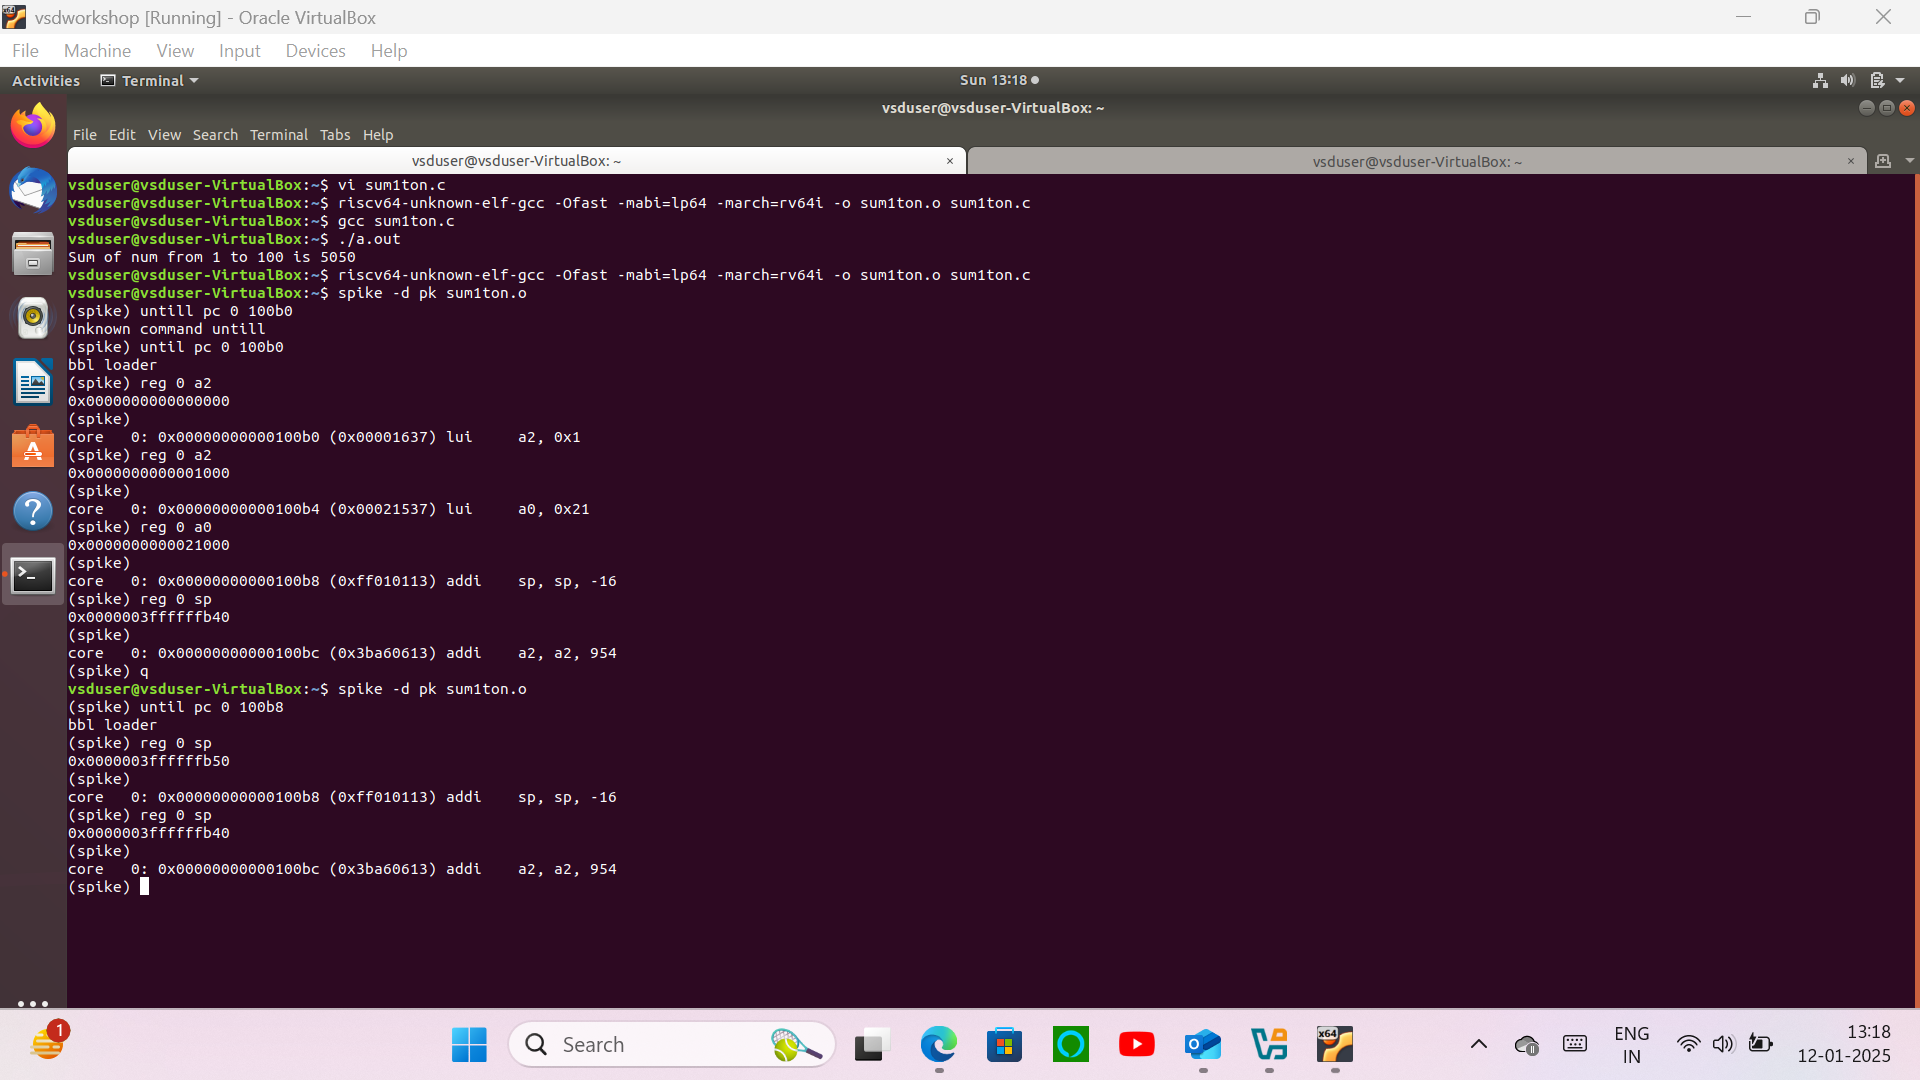 vsdworkshop [Running] - Oracle VirtualBox
File Machine View Input Devices Help
Activities Terminal Sun 13:18
vsduser@vsduser-VirtualBox: ~
File Edit View Search Terminal Tabs Help
vsduser@vsduser-VirtualBox: ~ × vsduser@vsduser-VirtualBox: ~ ×
vsduser@vsduser-VirtualBox:~$ vi sum1ton.c
vsduser@vsduser-VirtualBox:~$ riscv64-unknown-elf-gcc -Ofast -mabi=lp64 -march=rv64i -o sum1ton.o sum1ton.c
vsduser@vsduser-VirtualBox:~$ gcc sum1ton.c
vsduser@vsduser-VirtualBox:~$ ./a.out
Sum of num from 1 to 100 is 5050
vsduser@vsduser-VirtualBox:~$ riscv64-unknown-elf-gcc -Ofast -mabi=lp64 -march=rv64i -o sum1ton.o sum1ton.c
vsduser@vsduser-VirtualBox:~$ spike -d pk sum1ton.o
(spike) untill pc 0 100b0
Unknown command untill
(spike) until pc 0 100b0
bbl loader
(spike) reg 0 a2
0x0000000000000000
(spike)
core   0: 0x00000000000100b0 (0x00001637) lui     a2, 0x1
(spike) reg 0 a2
0x0000000000001000
(spike)
core   0: 0x00000000000100b4 (0x00021537) lui     a0, 0x21
(spike) reg 0 a0
0x0000000000021000
(spike)
core   0: 0x00000000000100b8 (0xff010113) addi    sp, sp, -16
(spike) reg 0 sp
0x0000003ffffffb40
(spike)
core   0: 0x00000000000100bc (0x3ba60613) addi    a2, a2, 954
(spike) q
vsduser@vsduser-VirtualBox:~$ spike -d pk sum1ton.o
(spike) until pc 0 100b8
bbl loader
(spike) reg 0 sp
0x0000003ffffffb50
(spike)
core   0: 0x00000000000100b8 (0xff010113) addi    sp, sp, -16
(spike) reg 0 sp
0x0000003ffffffb40
(spike)
core   0: 0x00000000000100bc (0x3ba60613) addi    a2, a2, 954
(spike)
1
Search
x64
ENG
IN
13:18
12-01-2025